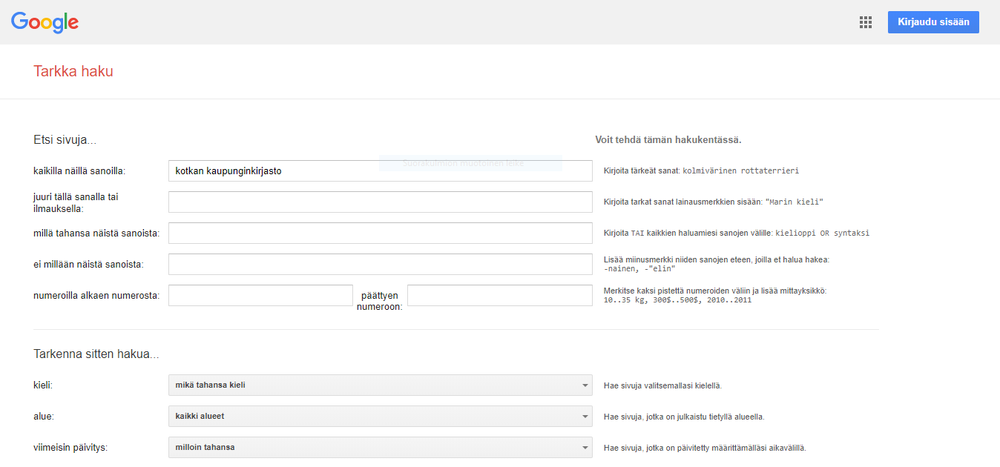 Google
Kirjaudu sisään
Tarkka haku
Etsi sivuja...
Voit tehdä tämän hakukentässä.
Suorakulmion muotoinen leike
kaikilla näillä sanoilla:
kotkan kaupunginkirjasto
Kirjoita tärkeät sanat: kolmivärinen rottaterrieri
juuri tällä sanalla tai
ilmauksella:
Kirjoita tarkat sanat lainausmerkkien sisään: "Marin kieli"
millä tahansa näistä sanoista:
Kirjoita TAI kaikkien haluamiesi sanojen välille: kielioppi OR syntaksi
ei millään näistä sanoista:
Lisää miinusmerkki niiden sanojen eteen, joilla et halua hakea:
-nainen, -"elin"
numeroilla alkaen numerosta:
päättyen
numeroon:
Merkitse kaksi pistettä numeroiden väliin ja lisää mittayksikkö:
10..35 kg, 300$..500$, 2010..2011
Tarkenna sitten hakua...
kieli:
mikä tahansa kieli
Hae sivuja valitsemallasi kielellä.
alue:
kaikki alueet
Hae sivuja, jotka on julkaistu tietyllä alueella.
viimeisin päivitys:
milloin tahansa
Hae sivuja, jotka on päivitetty määrittämälläsi aikavälillä.